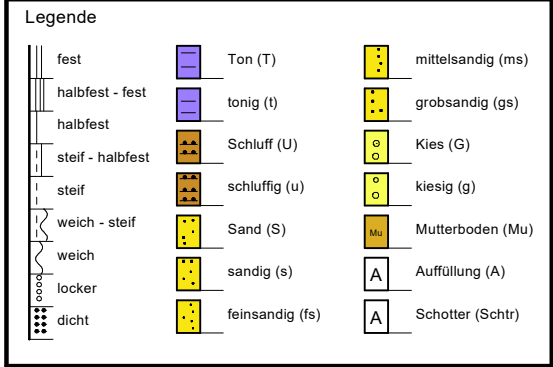 Legende
fest
halbfest - fest
halbfest
steif - halbfest
steif
weich - steif
weich
locker
dicht
Ton (T)
tonig (t)
Schluff (U)
schluffig (u)
Sand (S)
sandig (s)
feinsandig (fs)
mittelsandig (ms)
grobsandig (gs)
Kies (G)
kiesig (g)
Mu Mutterboden (Mu)
A Auffüllung (A)
A Schotter (Schtr)